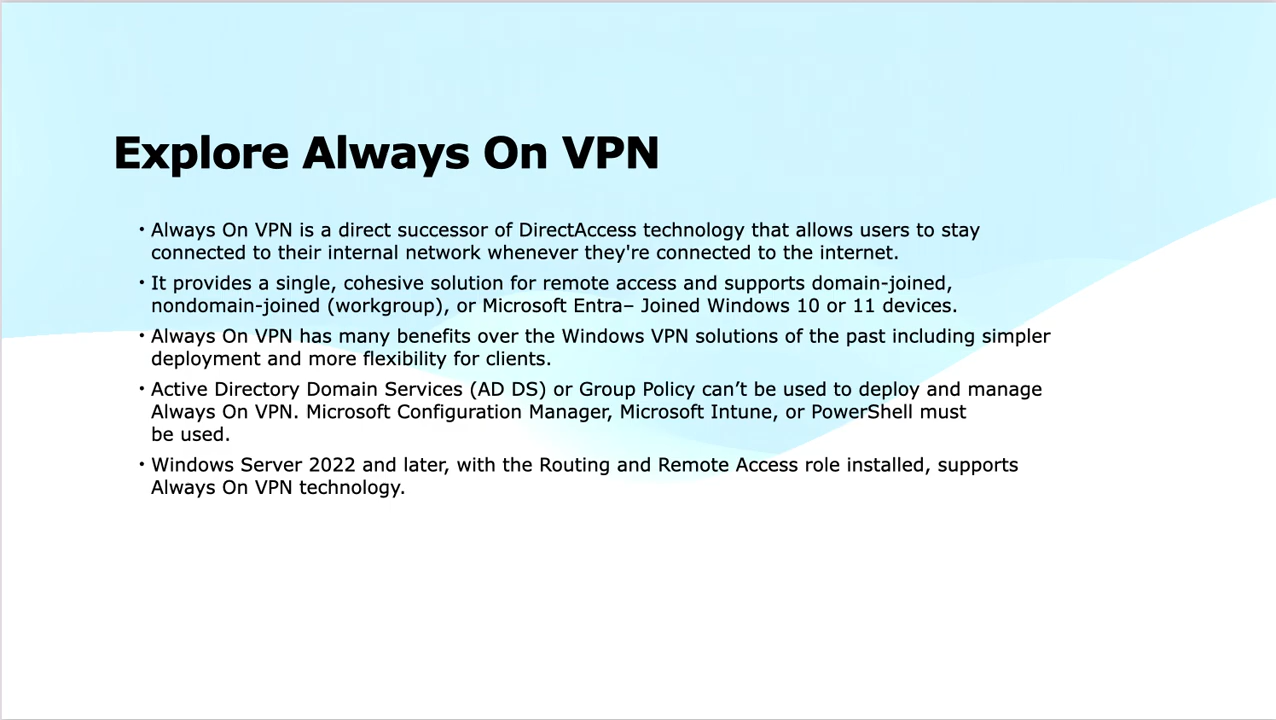 Explore Always On VPN
• Always On VPN is a direct successor of DirectAccess technology that allows users to stay
connected to their internal network whenever they're connected to the internet.
• It provides a single, cohesive solution for remote access and supports domain-joined,
nondomain-joined (workgroup), or Microsoft Entra– Joined Windows 10 or 11 devices.
• Always On VPN has many benefits over the Windows VPN solutions of the past including simpler
deployment and more flexibility for clients.
• Active Directory Domain Services (AD DS) or Group Policy can’t be used to deploy and manage
Always On VPN. Microsoft Configuration Manager, Microsoft Intune, or PowerShell must
be used.
• Windows Server 2022 and later, with the Routing and Remote Access role installed, supports
Always On VPN technology.